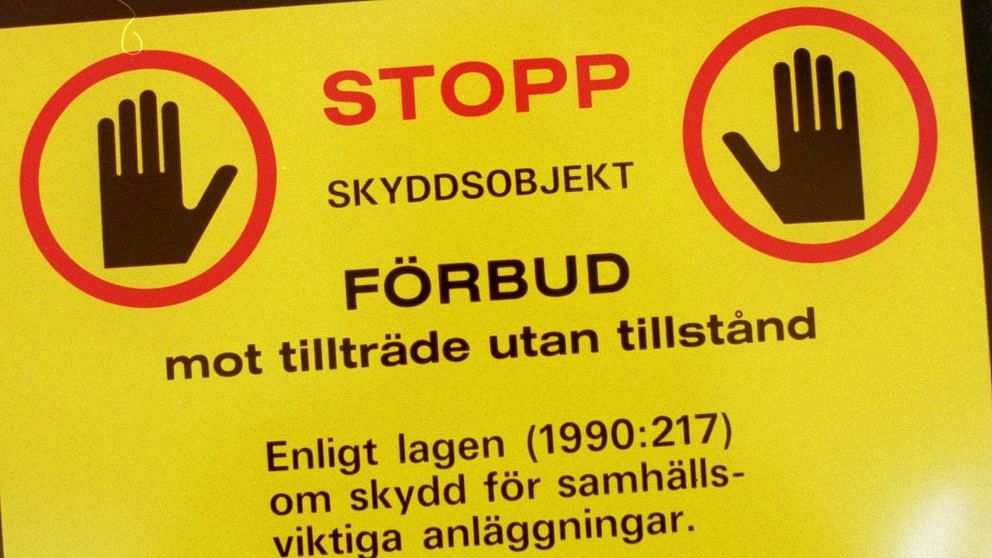 STOPP
SKYDDSOBJEKT
FÖRBUD
mot tillträde utan tillstånd
Enligt lagen (1990:217)
om skydd för samhälls-
viktiga anläggningar.